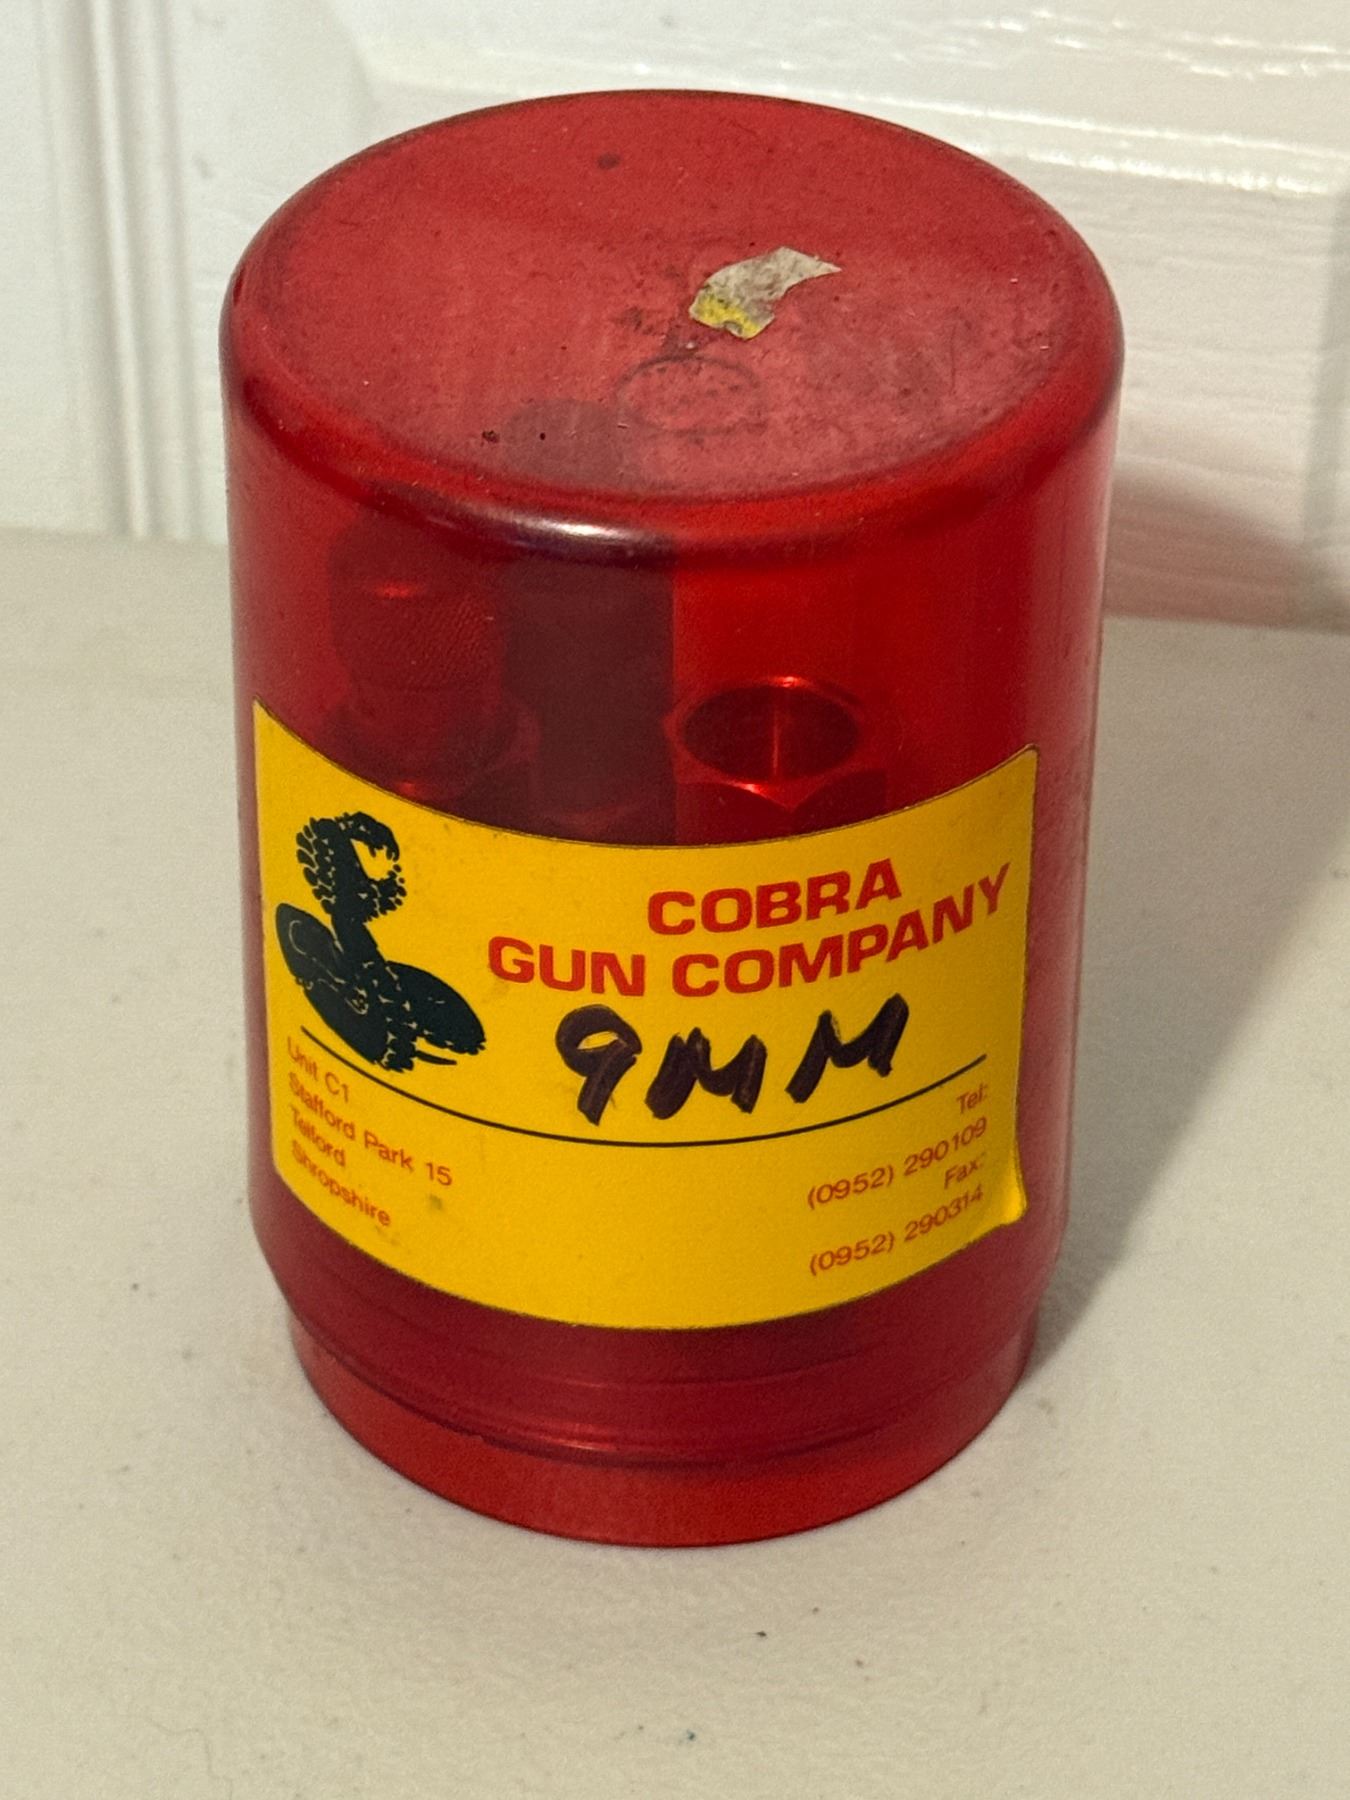 COBRA
GUN COMPANY
9MM
Unit C1
Stafford Park 15
Telford
Shropshire
Tel:
(0952) 290109
Fax:
(0952) 290314